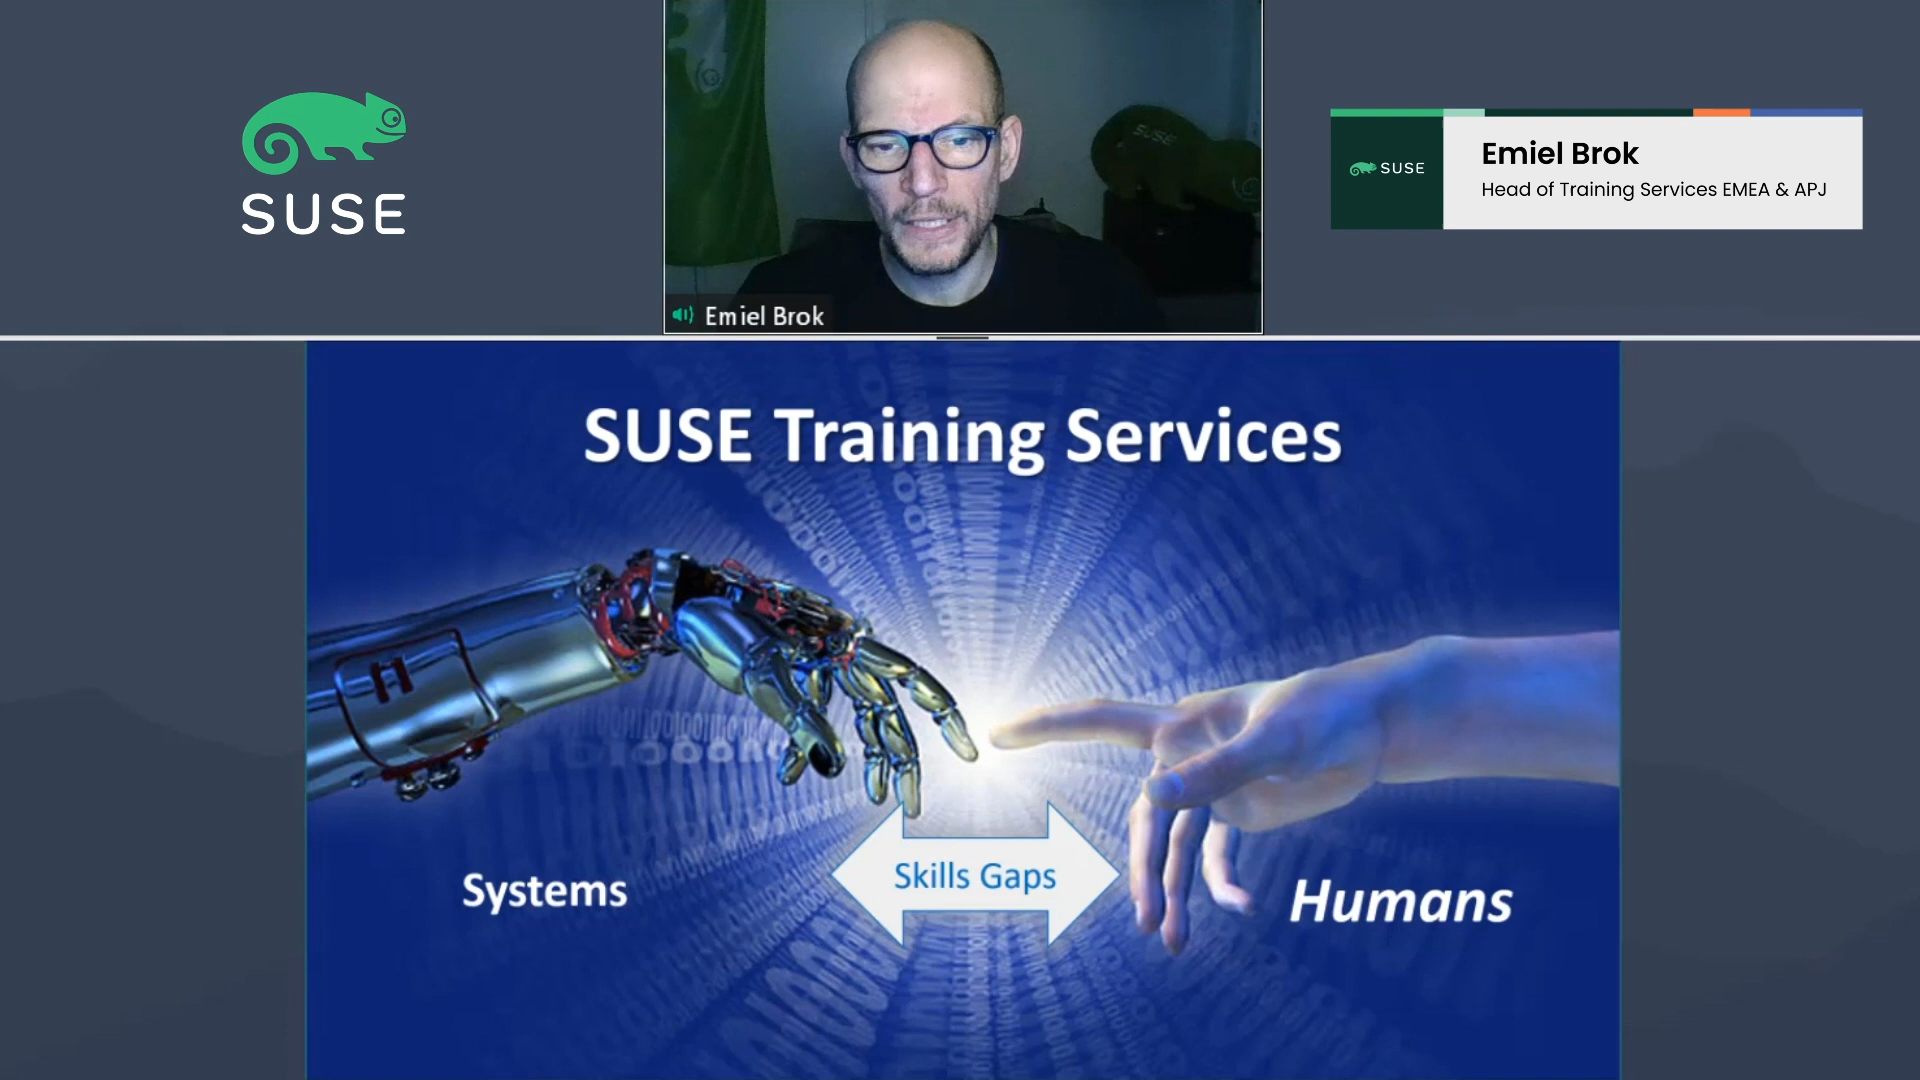 SUSE
SUSE
Emiel Brok
SUSE
Emiel Brok
Head of Training Services EMEA & APJ
SUSE Training Services
Skills Gaps
Systems
Humans